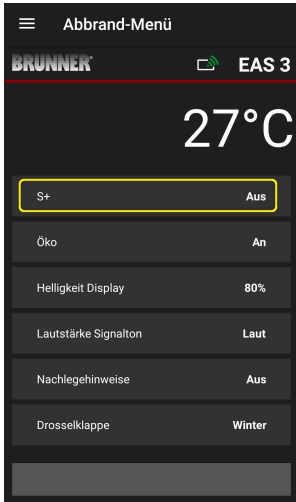 Abbrand-Menü
BRUNNER EAS 3
27°C
S+ Aus
Öko An
Helligkeit Display 80%
Lautstärke Signalton Laut
Nachlegehinweise Aus
Drosselklappe Winter